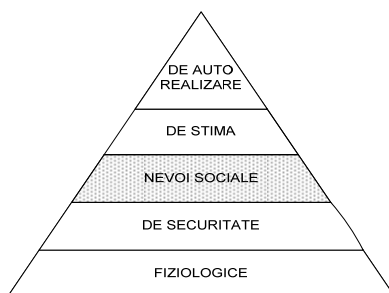 DE AUTO
REALIZARE
DE STIMA
NEVOI SOCIALE
DE SECURITATE
FIZIOLOGICE